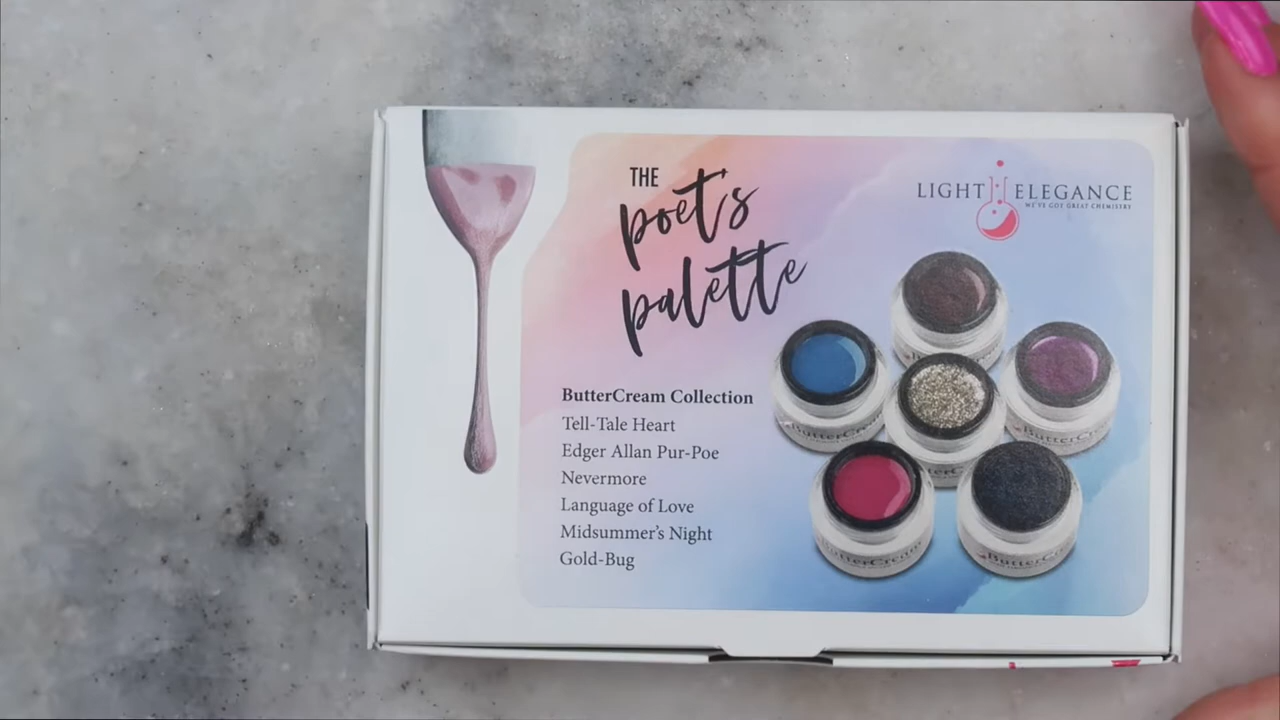 THE
poet's
palette
LIGHT ELEGANCE
WE'VE GOT GREAT CHEMISTRY
ButterCream Collection
Tell-Tale Heart
Edger Allan Pur-Poe
Nevermore
Language of Love
Midsummer's Night
Gold-Bug
ButterCream